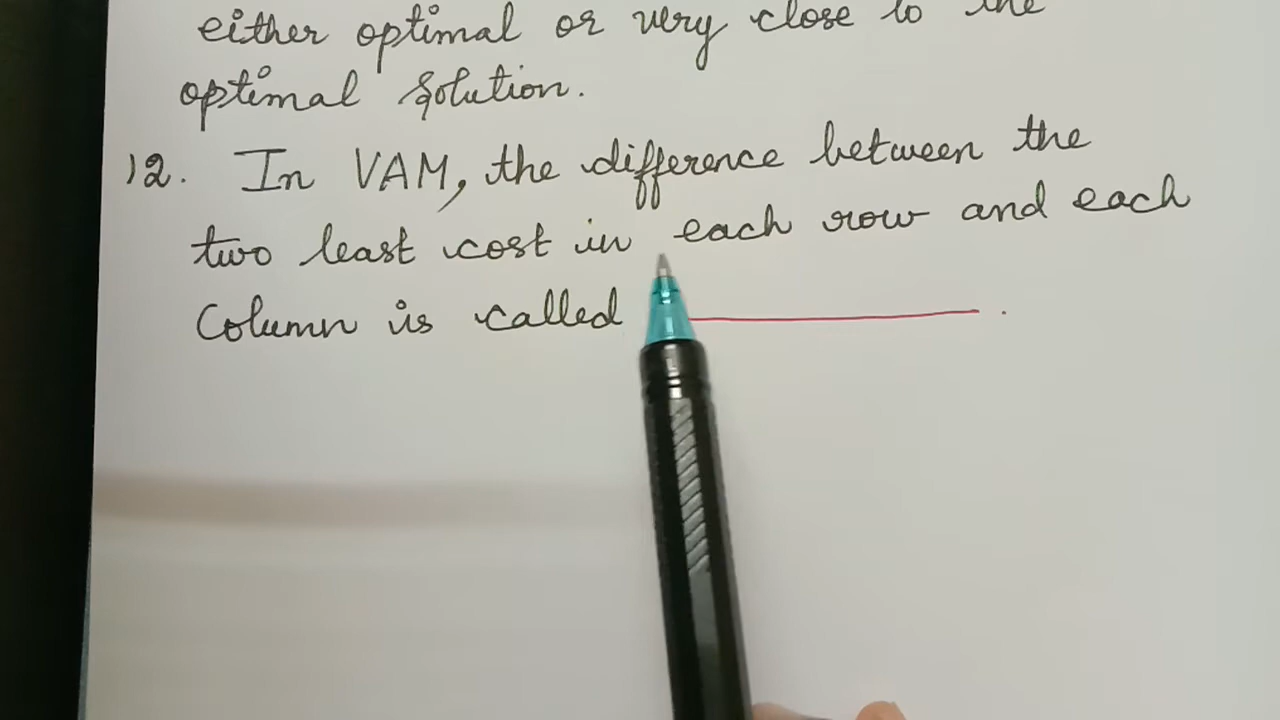 either optimal or very close to the
optimal solution.
12. In VAM, the difference between the
two least cost in each row and each
Column is called ________.